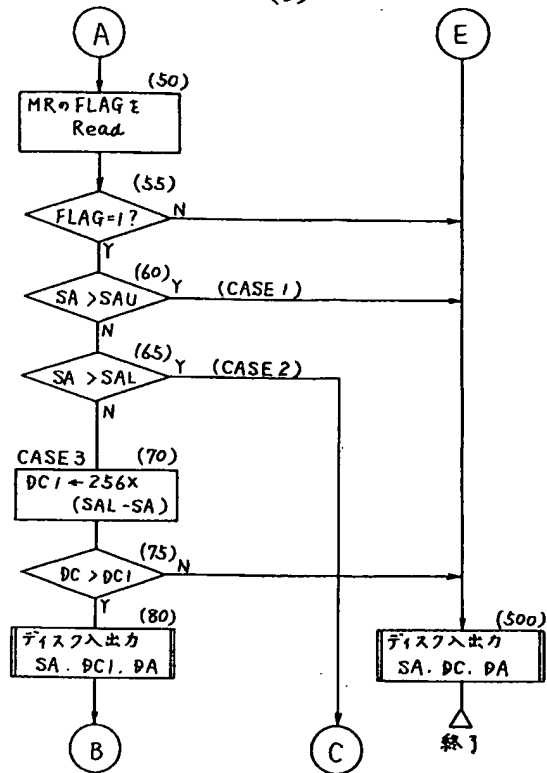 A
E
(50)
MRのFLAGを
Read
(55)
FLAG=1?
N
Y
(60)
SA>SAU
Y
(CASE 1)
N
(65)
SA>SAL
Y
(CASE 2)
N
CASE 3
(70)
DC1←256×
(SAL-SA)
(75)
DC>DC1
N
Y
(80)
ディスク入出力
SA. DC1. DA
(500)
ディスク入出力
SA. DC. DA
終了
B
C